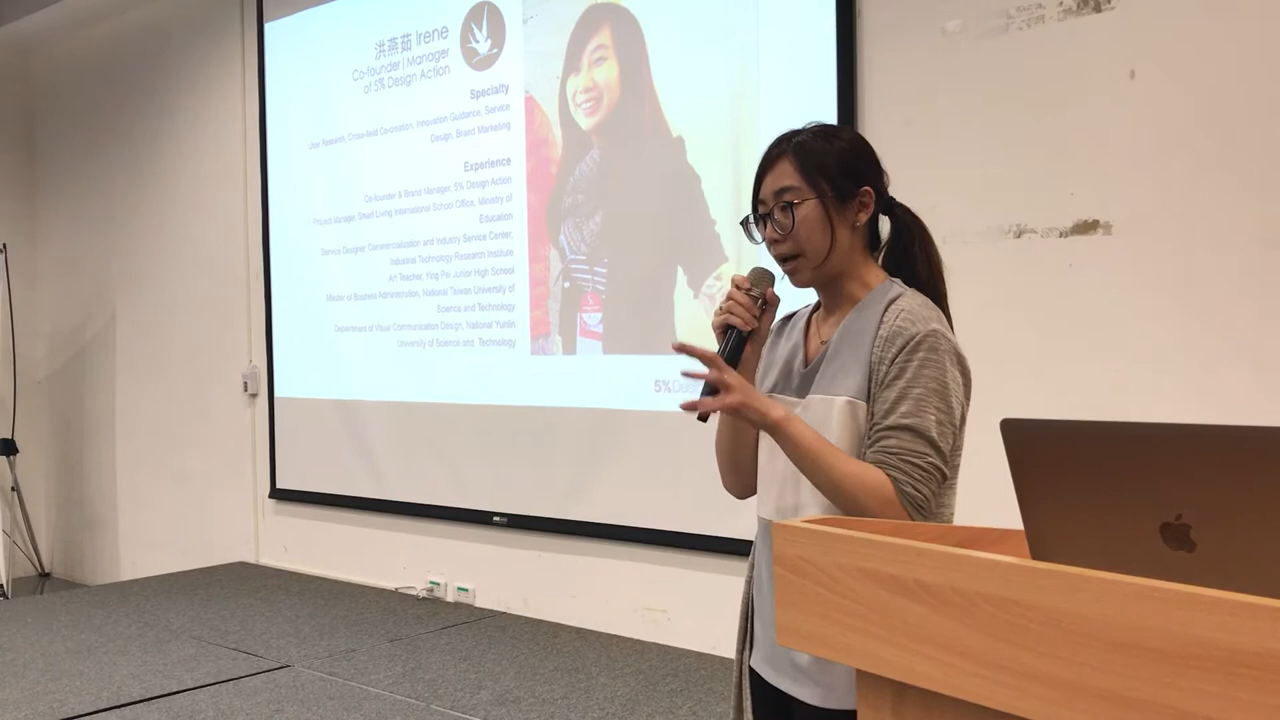 洪燕茹 Irene
Co-founder | Manager
of 5% Design Action
Specialty
User Research, Cross-field Co-creation, Innovation Guidance, Service
Design, Brand Marketing
Experience
Co-founder & Brand Manager, 5% Design Action
Project Manager, Smart Living International School Office, Ministry of
Education
Service Designer Commercialization and Industry Service Center,
Industrial Technology Research Institute
Art Teacher, Ying Pei Junior High School
Master of Business Administration, National Taiwan University of
Science and Technology
Department of Visual Communication Design, National Yunlin
University of Science and Technology
5%